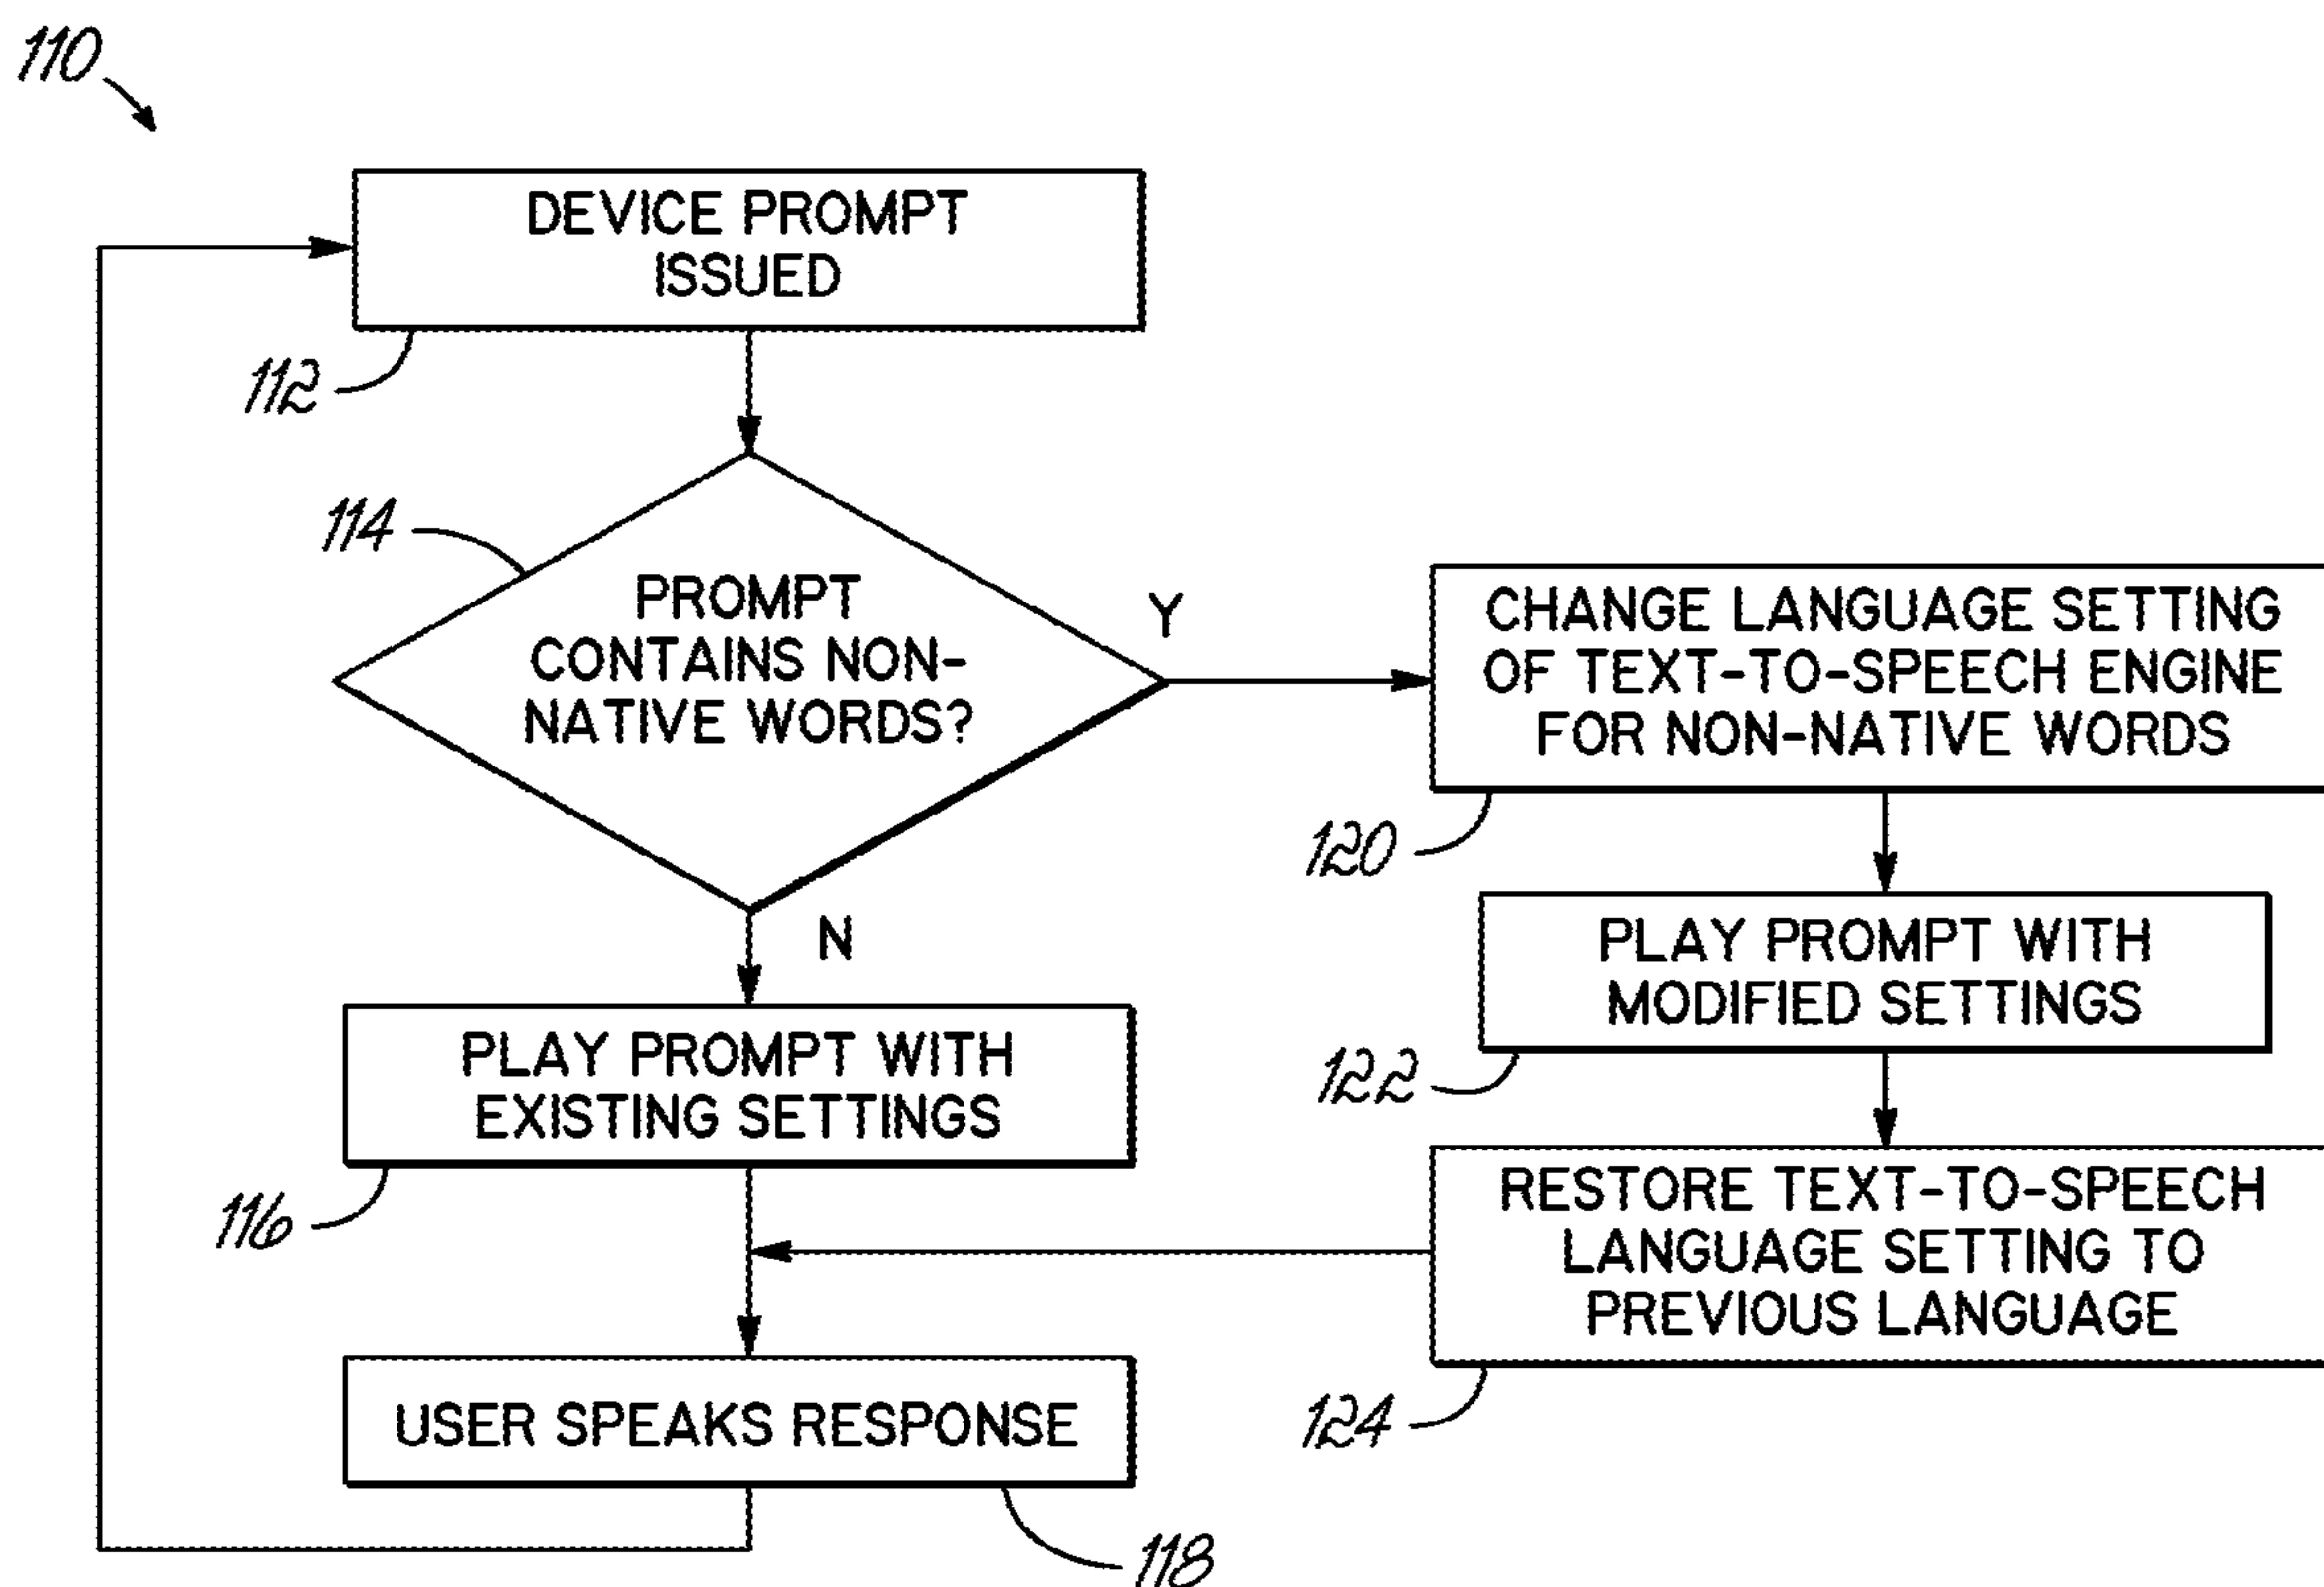 110
DEVICE PROMPT
ISSUED
112
114
PROMPT
CONTAINS NON-
NATIVE WORDS?
Y
N
CHANGE LANGUAGE SETTING
OF TEXT-TO-SPEECH ENGINE
FOR NON-NATIVE WORDS
120
PLAY PROMPT WITH
MODIFIED SETTINGS
122
PLAY PROMPT WITH
EXISTING SETTINGS
116
RESTORE TEXT-TO-SPEECH
LANGUAGE SETTING TO
PREVIOUS LANGUAGE
124
USER SPEAKS RESPONSE
118